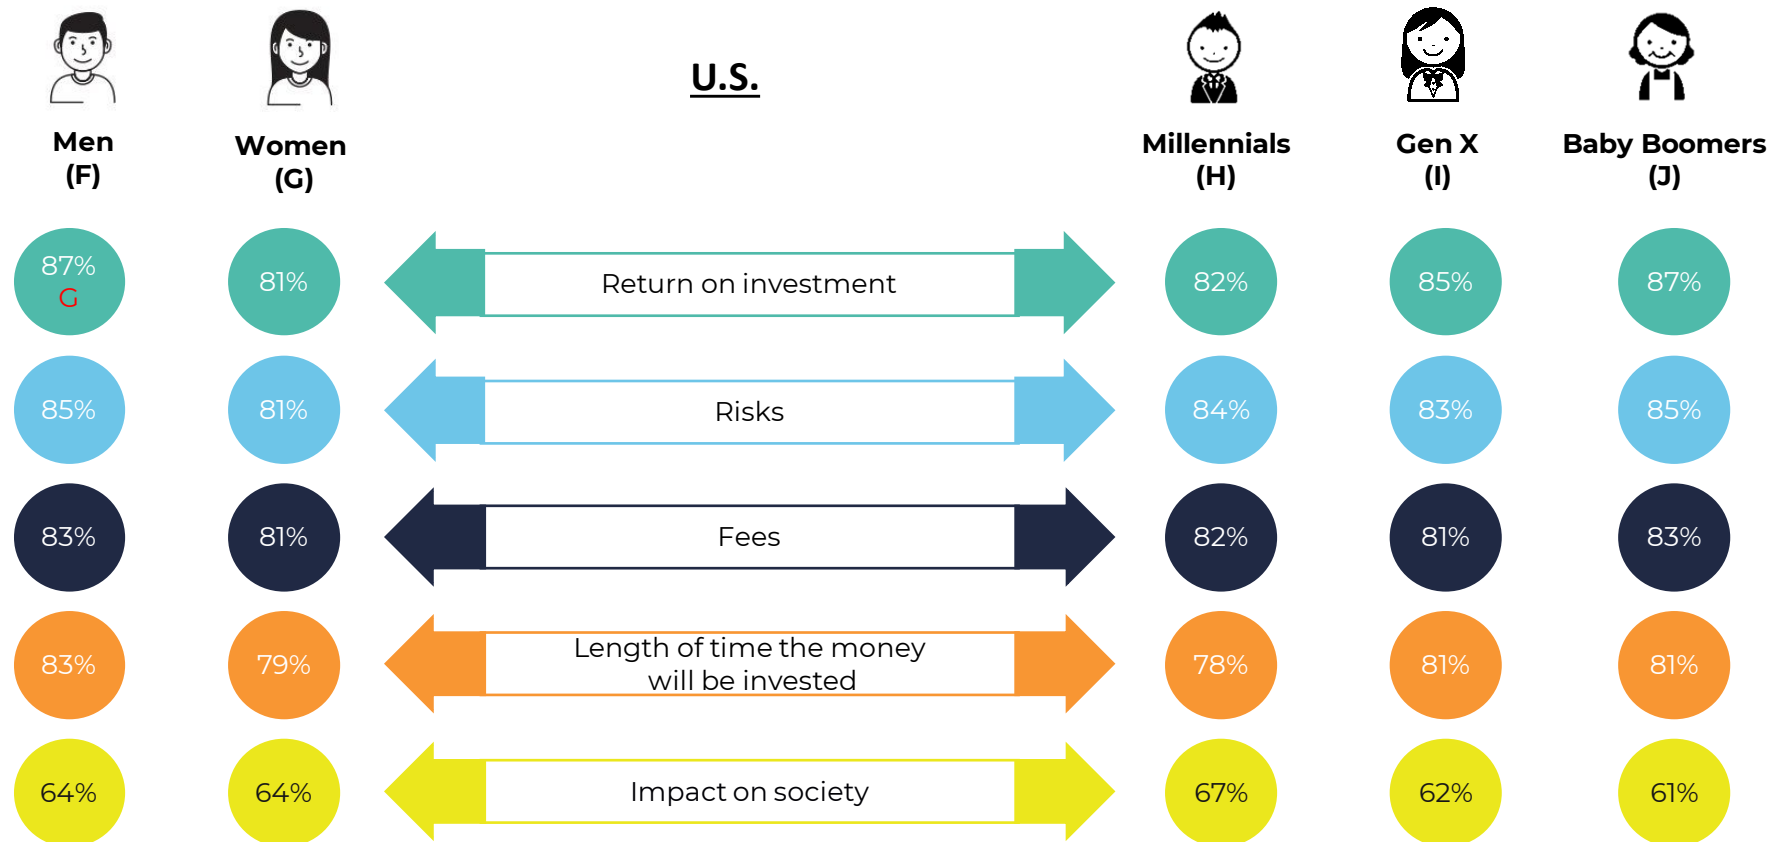 U.S.
Men
(F)
Women
(G)
Millennials
(H)
Gen X
(I)
Baby Boomers
(J)
87%
G
81%
Return on investment
82%
85%
87%
85%
81%
Risks
84%
83%
85%
83%
81%
Fees
82%
81%
83%
83%
79%
Length of time the money
will be invested
78%
81%
81%
64%
64%
Impact on society
67%
62%
61%